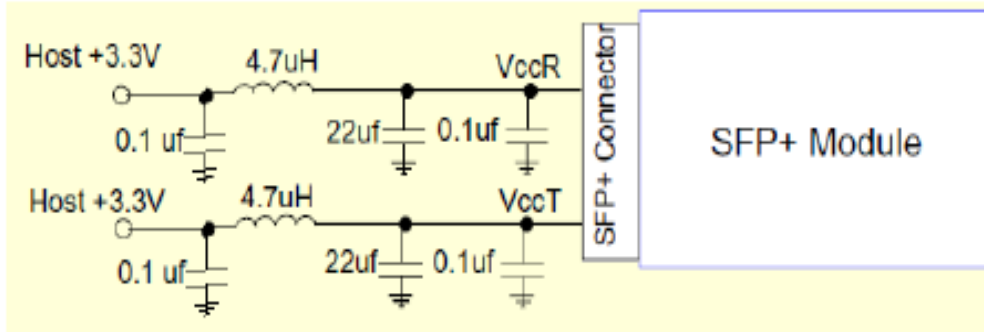 Host +3.3V
4.7uH
VccR
0.1 uf
22uf
0.1uf
SFP+ Connector
SFP+ Module
Host +3.3V
4.7uH
VccT
0.1 uf
22uf
0.1uf